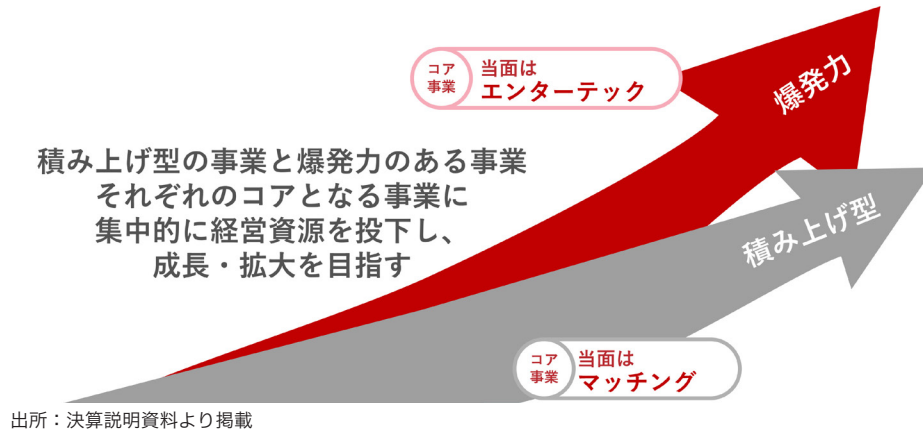 コア
事業
当面は
エンターテック
爆発力
積み上げ型の事業と爆発力のある事業
それぞれのコアとなる事業に
集中的に経営資源を投下し、
成長・拡大を目指す
積み上げ型
コア
事業
当面は
マッチング
出所：決算説明資料より掲載